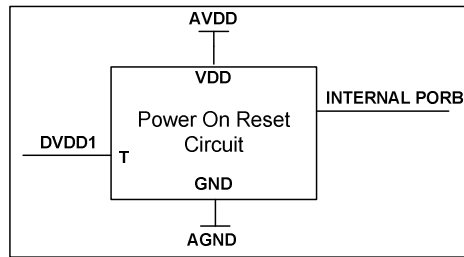 AVDD
VDD
INTERNAL PORB
Power On Reset
Circuit
DVDD1
T
GND
AGND